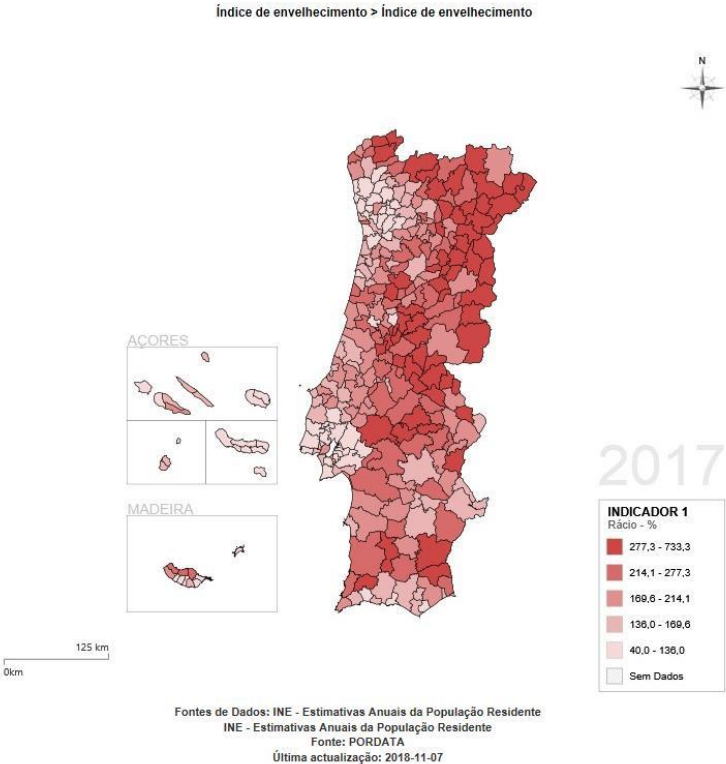 Índice de envelhecimento > Índice de envelhecimento
N
AÇORES
MADEIRA
2017
INDICADOR 1
Rácio - %
277,3 - 733,3
214,1 - 277,3
169,6 - 214,1
136,0 - 169,6
40,0 - 136,0
Sem Dados
125 km
0km
Fontes de Dados: INE - Estimativas Anuais da População Residente
INE - Estimativas Anuais da População Residente
Fonte: PORDATA
Última actualização: 2018-11-07